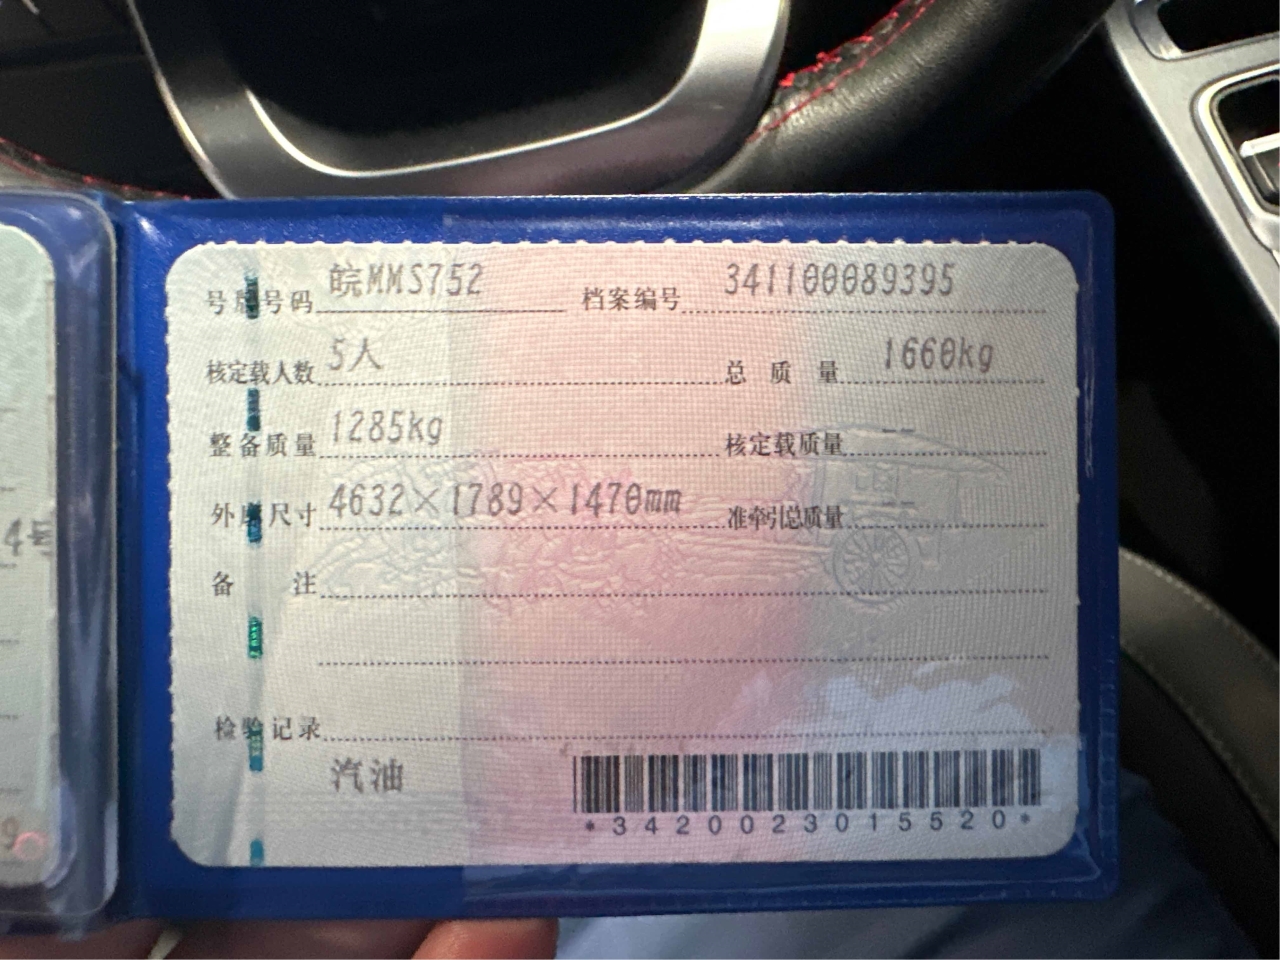 号牌号码 皖MMS752 档案编号 341100089395
核定载人数 5人 总质量 1660kg
整备质量 1285kg 核定载质量 --
外廓尺寸 4632×1789×1470mm 准牵引总质量 --
备注
检验记录
汽油
*3420023015520*